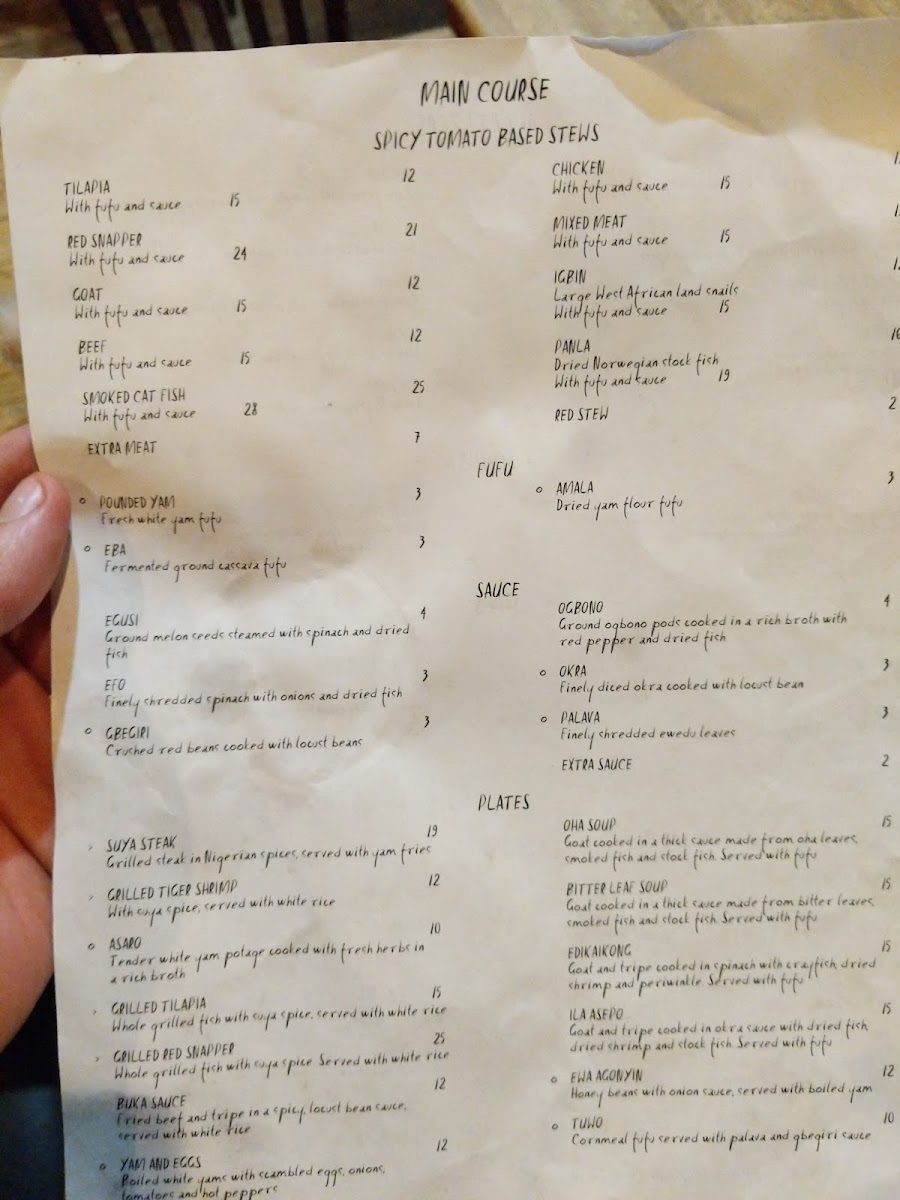 MAIN COURSE
SPICY TOMATO BASED STEWS
TILAPIA 12
With fufu and sauce 15
RED SNAPPER 21
With fufu and sauce 24
GOAT 12
With fufu and sauce 15
BEEF 12
With fufu and sauce 15
SMOKED CAT FISH 25
With fufu and sauce 28
EXTRA MEAT 7
CHICKEN
With fufu and sauce 15
MIXED MEAT
With fufu and sauce 15
IGBIN
Large West African land snails
With fufu and sauce 15
PANLA
Dried Norwegian stock fish
With fufu and sauce 19
RED STEW 2
FUFU
POUNDED YAM 3
Fresh white yam fufu
EBA 3
Fermented ground cassava fufu
AMALA 3
Dried yam flour fufu
SAUCE
EGUSI 4
Ground melon seeds steamed with spinach and dried
fish
EFO 3
Finely shredded spinach with onions and dried fish
GBEGIRI 3
Crushed red beans cooked with locust beans
OGBONO 4
Ground ogbono pods cooked in a rich broth with
red pepper and dried fish
OKRA 3
Finely diced okra cooked with locust bean
PALAVA 3
Finely shredded ewedu leaves
EXTRA SAUCE 2
PLATES
SUYA STEAK 19
Grilled steak in Nigerian spices, served with yam fries
GRILLED TIGER SHRIMP 12
With suya spice, served with white rice
ASARO 10
Tender white yam potage cooked with fresh herbs in
a rich broth
GRILLED TILAPIA 15
Whole grilled fish with suya spice, served with white rice
GRILLED RED SNAPPER 25
Whole grilled fish with suya spice. Served with white rice
BUKA SAUCE 12
Fried beef and tripe in a spicy, locust bean sauce,
served with white rice
YAM AND EGGS 12
Boiled white yams with scambled eggs, onions,
tomatoes and hot peppers
OHA SOUP 15
Goat cooked in a thick sauce made from oha leaves,
smoked fish and stock fish. Served with fufu
BITTER LEAF SOUP 15
Goat cooked in a thick sauce made from bitter leaves,
smoked fish and stock fish. Served with fufu
EDIKAIKONG 15
Goat and tripe cooked in spinach with crayfish, dried
shrimp and periwinkle. Served with fufu
ILA ASEPO 15
Goat and tripe cooked in okra sauce with dried fish,
dried shrimp and stock fish. Served with fufu
EWA AGONYIN 12
Honey beans with onion sauce, served with boiled yam
TUWO 10
Cornmeal fufu served with palava and gbegiri sauce